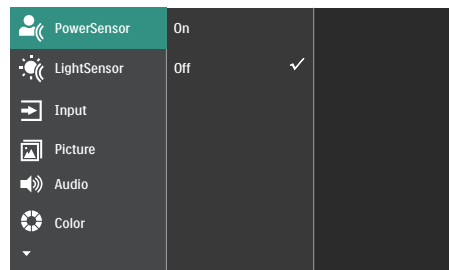 PowerSensor
On
LightSensor
Off
Input
Picture
Audio
Color